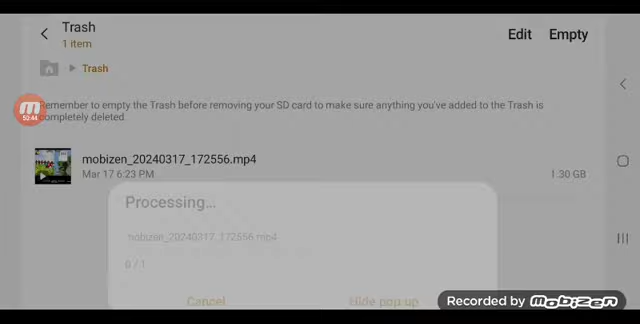 Trash
1 item
Edit
Empty
Trash
Remember to empty the Trash before removing your SD card to make sure anything you've added to the Trash is
completely deleted.
52:44
mobizen_20240317_172556.mp4
Mar 17 6:23 PM
1.30 GB
Processing...
mobizen_20240317_172556.mp4
0 / 1
Cancel
Hide pop up
Recorded by MOBIZEN